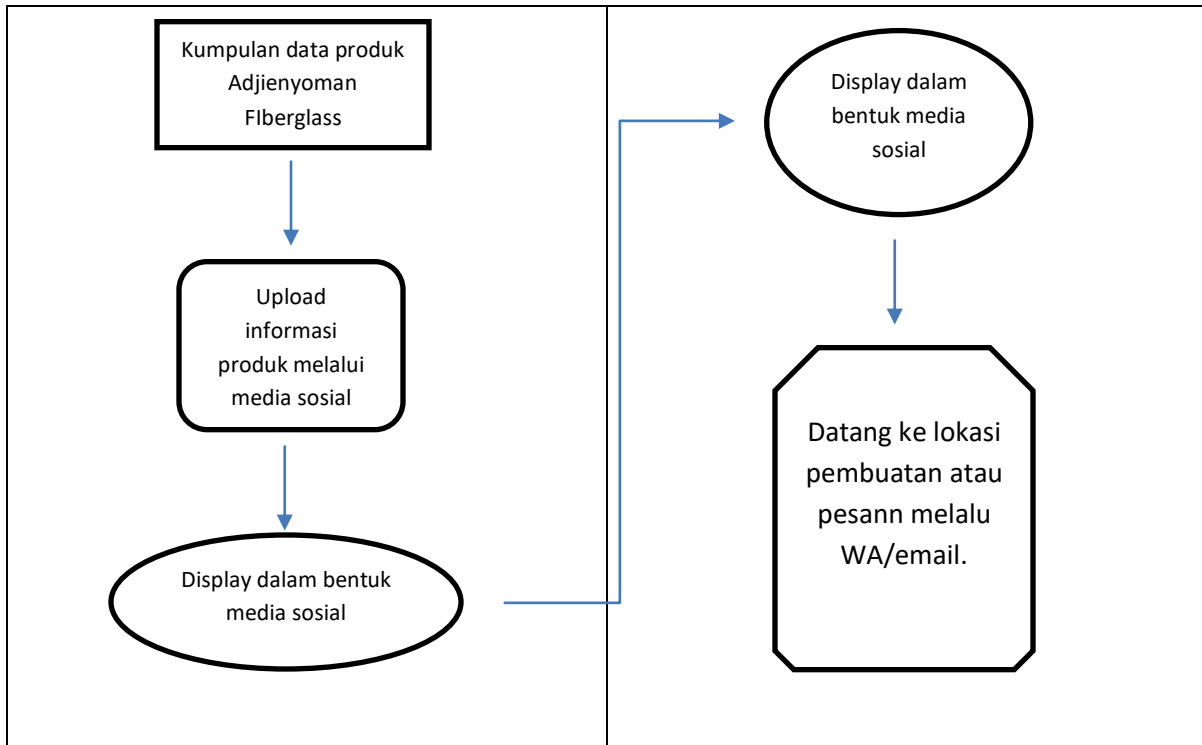 Kumpulan data produk
Adjienyoman
FIberglass
Upload
informasi
produk melalui
media sosial
Display dalam bentuk
media sosial
Display dalam
bentuk media
sosial
Datang ke lokasi
pembuatan atau
pesann melalu
WA/email.